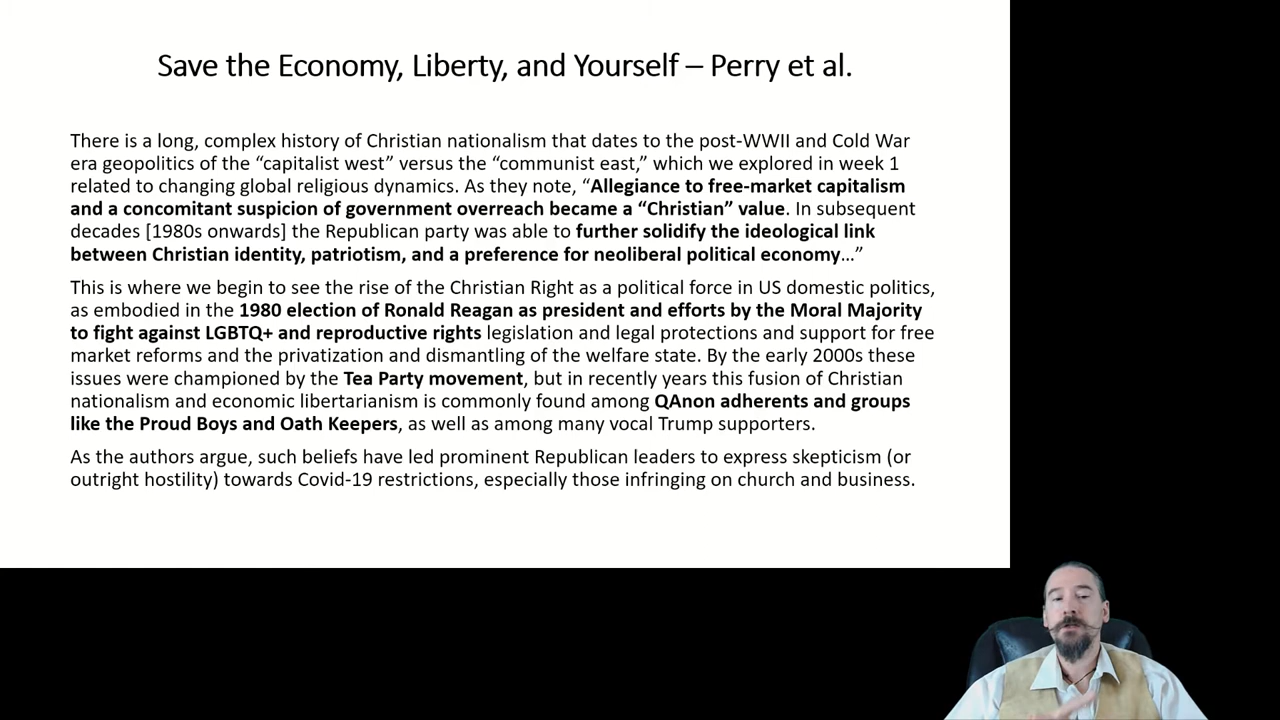 Save the Economy, Liberty, and Yourself – Perry et al.
There is a long, complex history of Christian nationalism that dates to the post-WWII and Cold War
era geopolitics of the “capitalist west” versus the “communist east,” which we explored in week 1
related to changing global religious dynamics. As they note, “Allegiance to free-market capitalism
and a concomitant suspicion of government overreach became a “Christian” value. In subsequent
decades [1980s onwards] the Republican party was able to further solidify the ideological link
between Christian identity, patriotism, and a preference for neoliberal political economy…”
This is where we begin to see the rise of the Christian Right as a political force in US domestic politics,
as embodied in the 1980 election of Ronald Reagan as president and efforts by the Moral Majority
to fight against LGBTQ+ and reproductive rights legislation and legal protections and support for free
market reforms and the privatization and dismantling of the welfare state. By the early 2000s these
issues were championed by the Tea Party movement, but in recently years this fusion of Christian
nationalism and economic libertarianism is commonly found among QAnon adherents and groups
like the Proud Boys and Oath Keepers, as well as among many vocal Trump supporters.
As the authors argue, such beliefs have led prominent Republican leaders to express skepticism (or
outright hostility) towards Covid-19 restrictions, especially those infringing on church and business.